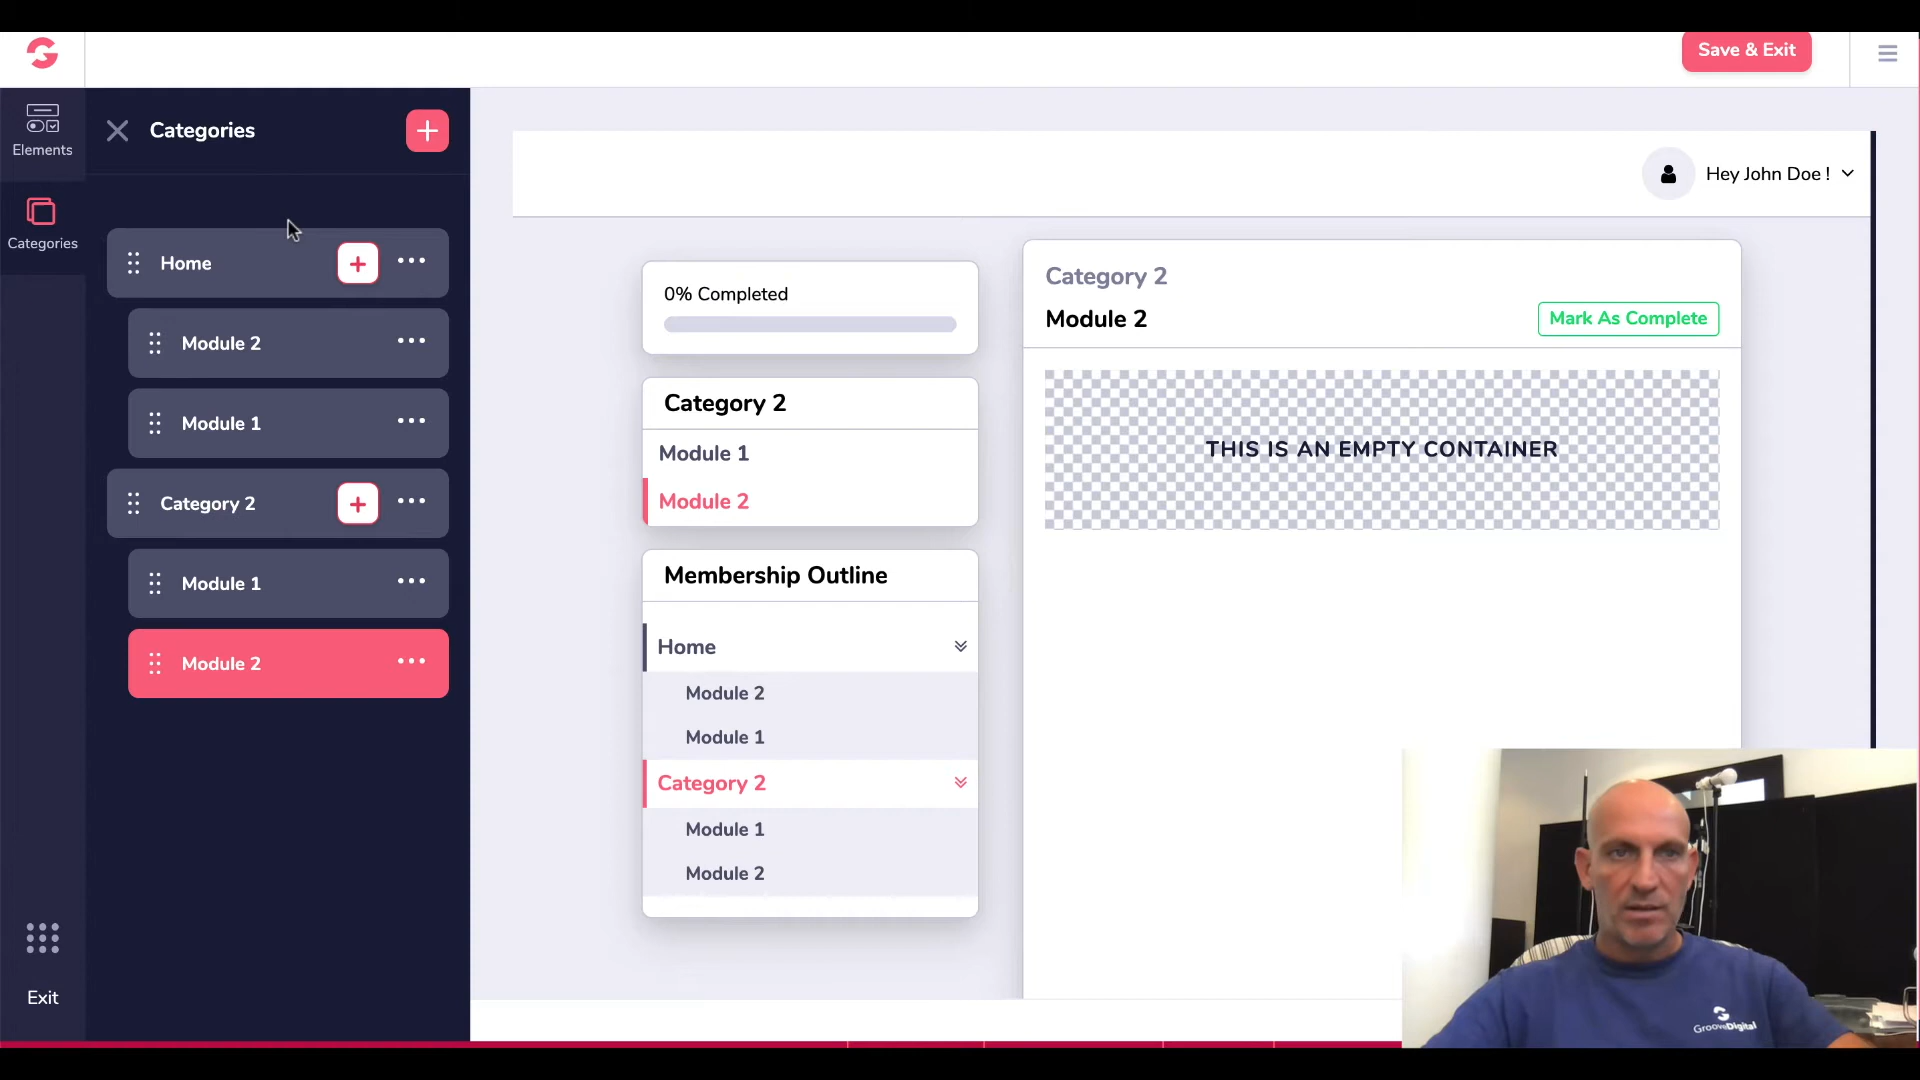 Save & Exit
Elements
Categories
Categories
Home
Module 2
Module 1
Category 2
Module 1
Module 2
Exit
Hey John Doe !
0% Completed
Category 2
Module 1
Module 2
Membership Outline
Home
Module 2
Module 1
Category 2
Module 1
Module 2
Category 2
Module 2
Mark As Complete
THIS IS AN EMPTY CONTAINER
GrooveDigital